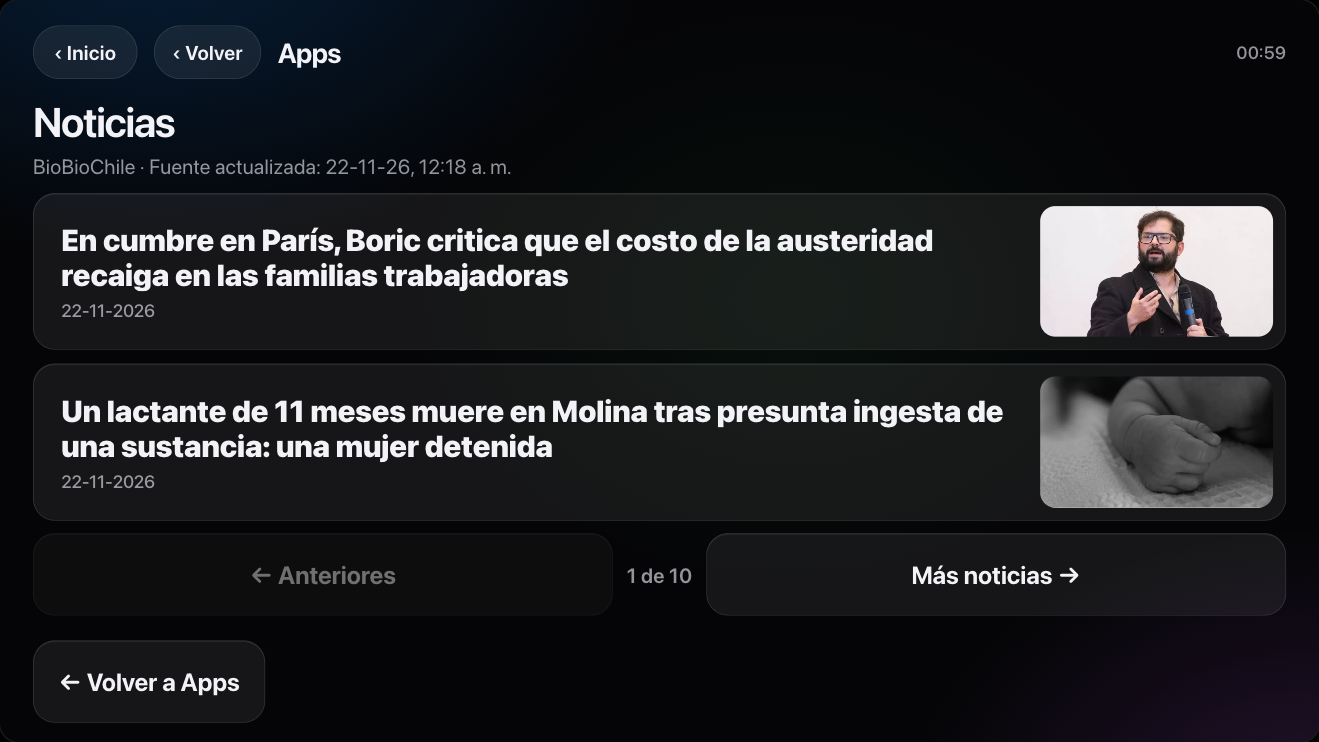 ‹ Inicio
‹ Volver
Apps
00:59
Noticias
BioBioChile · Fuente actualizada: 22-11-26, 12:18 a. m.
En cumbre en París, Boric critica que el costo de la austeridad
recaiga en las familias trabajadoras
22-11-2026
Un lactante de 11 meses muere en Molina tras presunta ingesta de
una sustancia: una mujer detenida
22-11-2026
← Anteriores
1 de 10
Más noticias →
← Volver a Apps